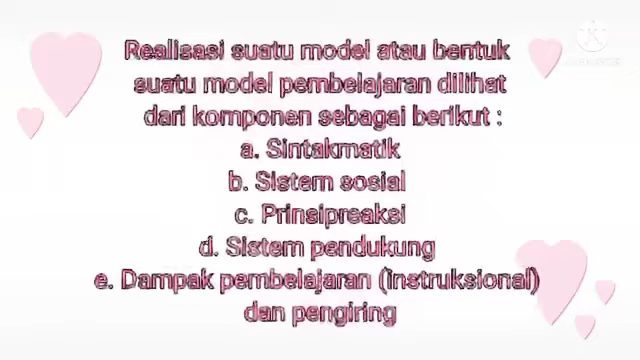 Realisasi suatu model atau bentuk
suatu model pembelajaran dilihat
dari komponen sebagai berikut :
a. Sintakmatik
b. Sistem sosial
c. Prinsipreaksi
d. Sistem pendukung
e. Dampak pembelajaran (instruksional)
dan pengiring